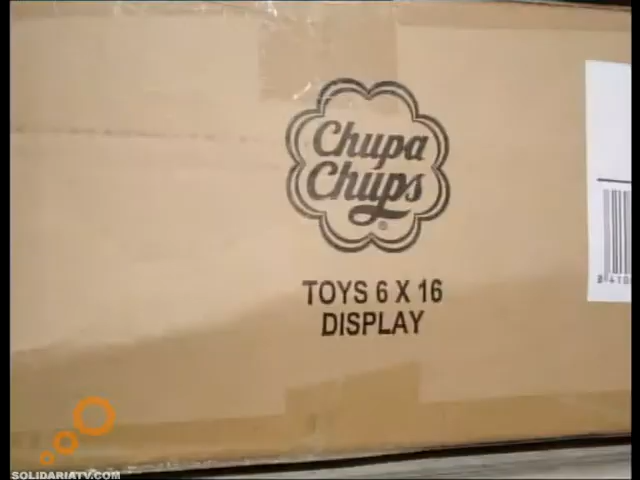 Chupa
Chups
®
TOYS 6 X 16
DISPLAY
SOLIDARIATV.COM